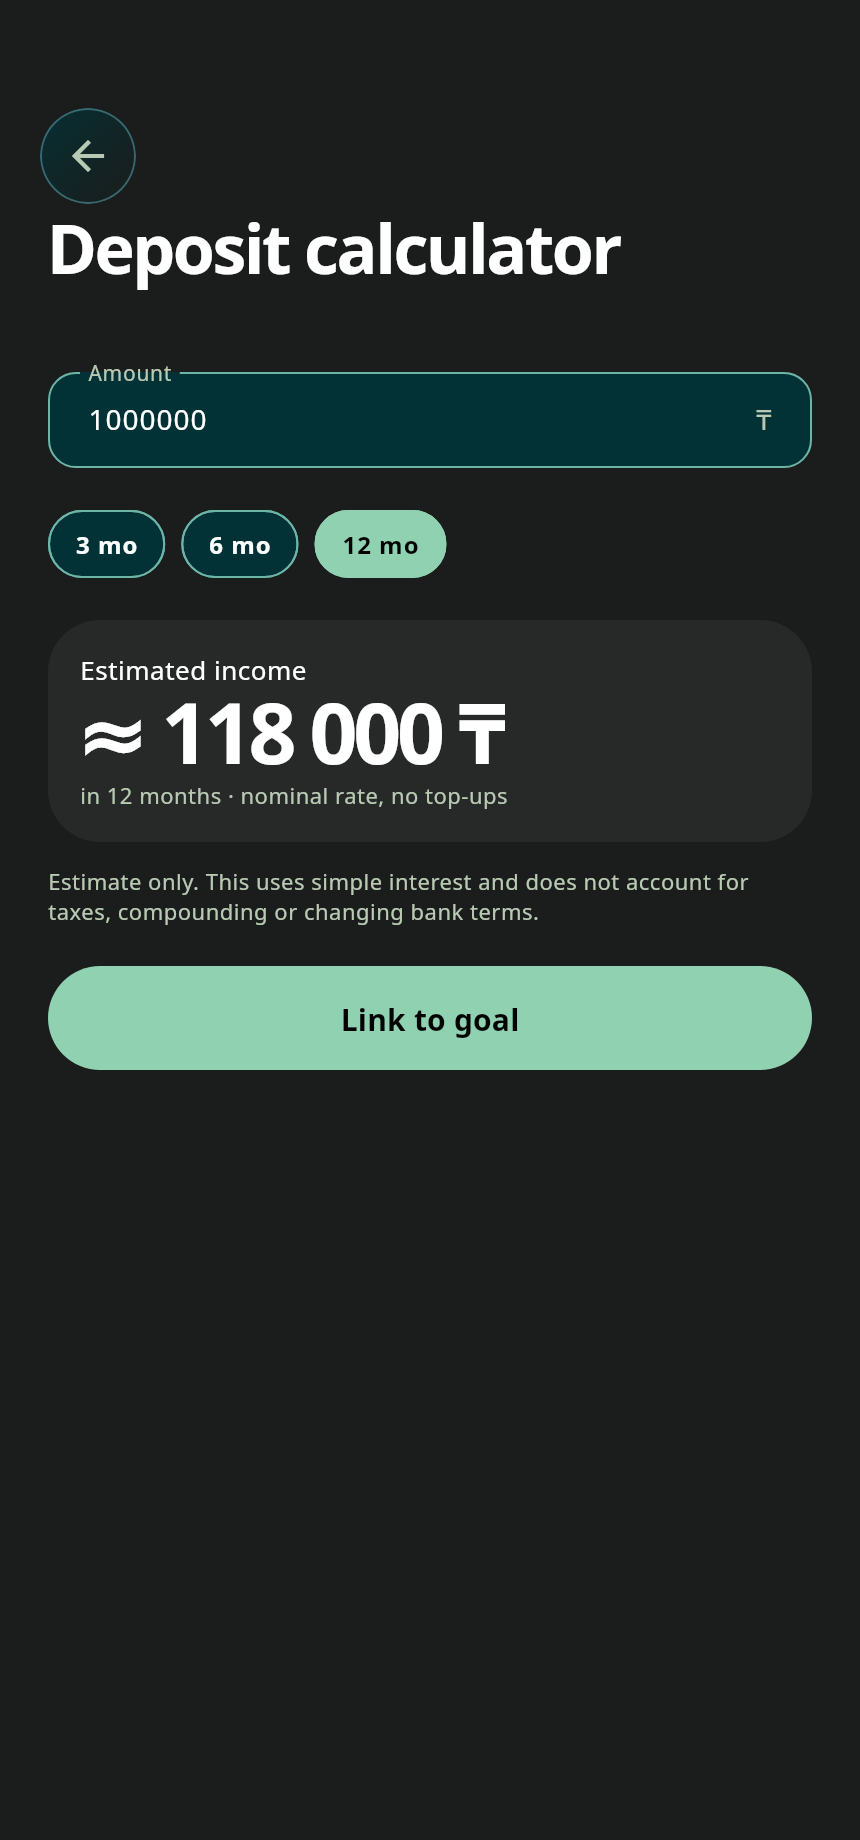 Deposit calculator
Amount
1000000 ₸
3 mo 6 mo 12 mo
Estimated income
≈ 118 000 ₸
in 12 months · nominal rate, no top-ups
Estimate only. This uses simple interest and does not account for
taxes, compounding or changing bank terms.
Link to goal